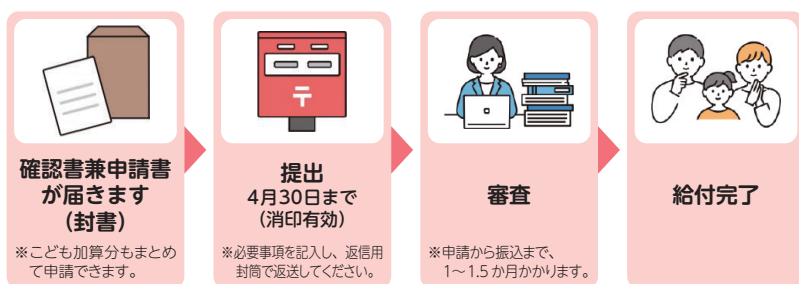 確認書兼申請書
が届きます
(封書)
※こども加算分もまとめ
て申請できます。
〒
提出
4月30日まで
(消印有効)
※必要事項を記入し、返信用
封筒で返送してください。
審査
※申請から振込まで、
1〜1.5か月かかります。
給付完了